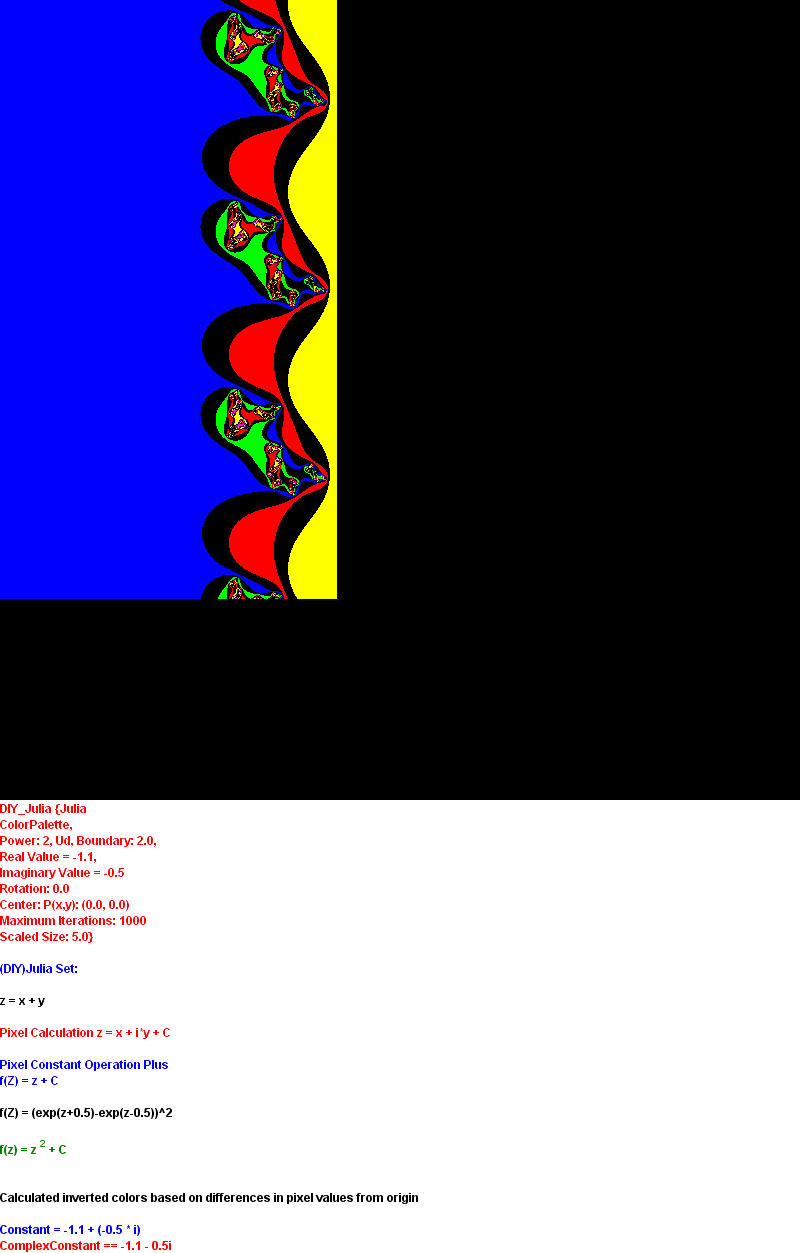 DIY_Julia {Julia
ColorPalette,
Power: 2, Ud, Boundary: 2.0,
Real Value = -1.1,
Imaginary Value = -0.5
Rotation: 0.0
Center: P(x,y): (0.0, 0.0)
Maximum Iterations: 1000
Scaled Size: 5.0}
(DIY)Julia Set:
z = x + y
Pixel Calculation z = x + i*y + C
Pixel Constant Operation Plus
f(Z) = z + C
f(Z) = (exp(z+0.5)-exp(z-0.5))^2
f(z) = z 2 + C
Calculated inverted colors based on differences in pixel values from origin
Constant = -1.1 + (-0.5 * i)
ComplexConstant == -1.1 - 0.5i